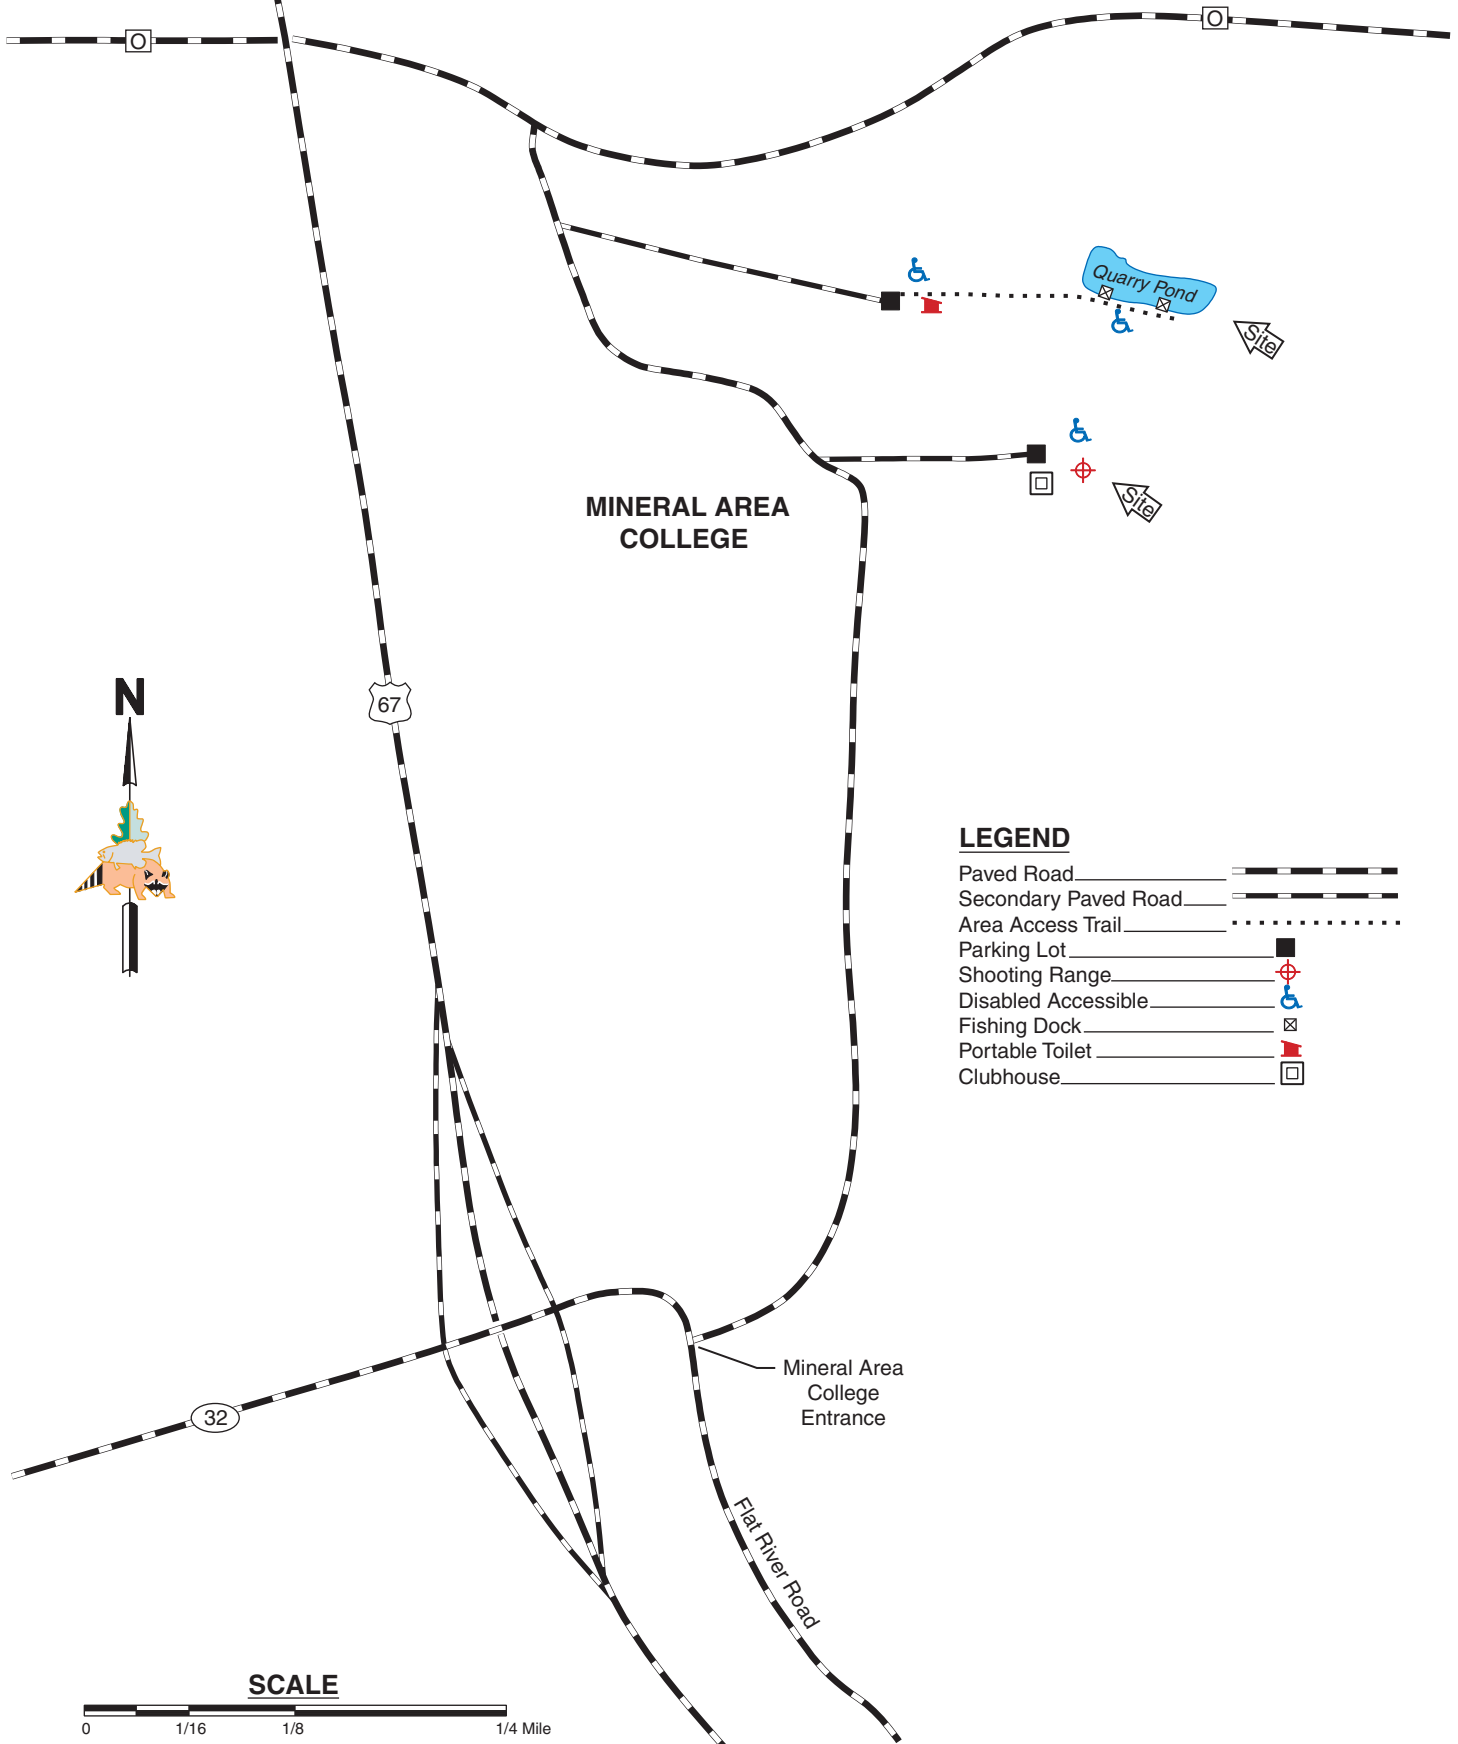 O
O
Quarry Pond
Site
Site
MINERAL AREA
COLLEGE
N
67
LEGEND
Paved Road
Secondary Paved Road
Area Access Trail
Parking Lot
Shooting Range
Disabled Accessible
Fishing Dock
Portable Toilet
Clubhouse
Mineral Area
College
Entrance
32
Flat River Road
SCALE
0 1/16 1/8 1/4 Mile